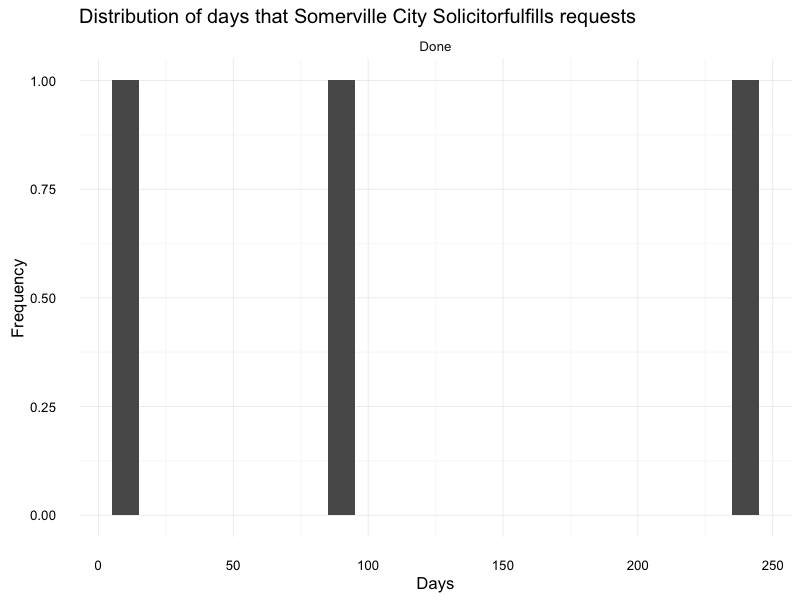 Distribution of days that Somerville City Solicitorfulfills requests
Done
1.00
0.75
0.50
0.25
0.00
Frequency
0 50 100 150 200 250
Days